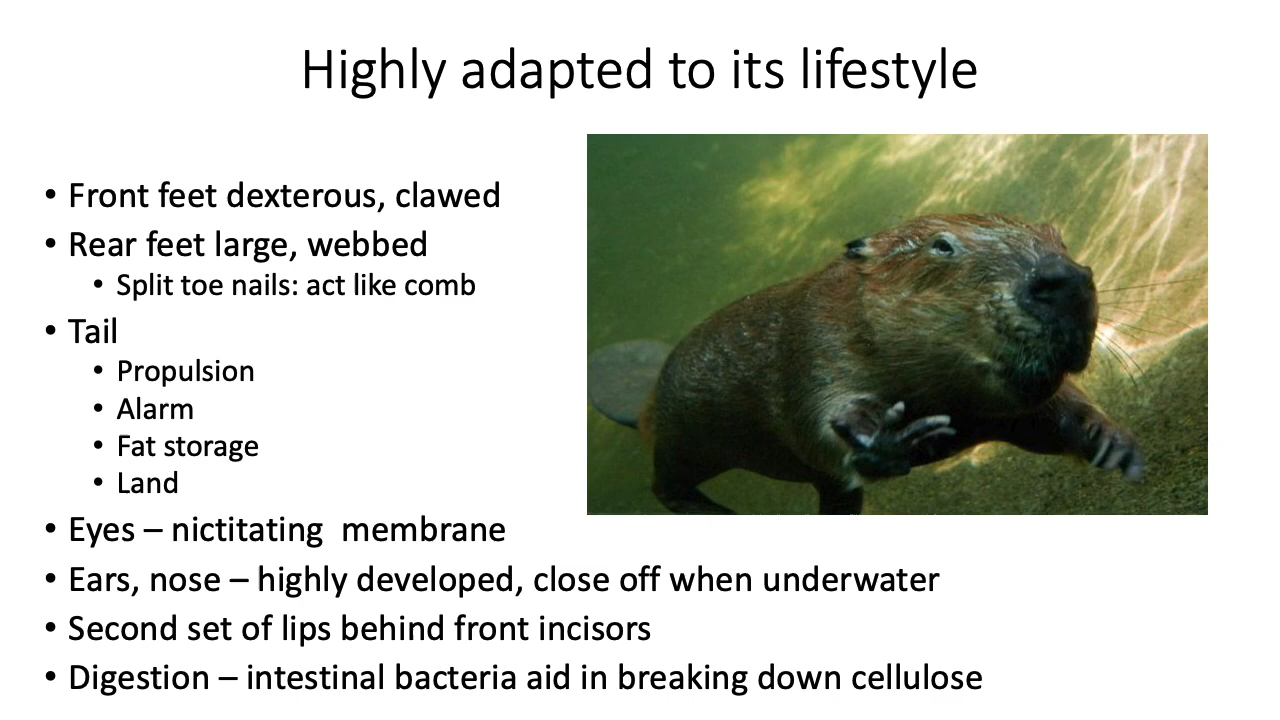 Highly adapted to its lifestyle
• Front feet dexterous, clawed
• Rear feet large, webbed
• Split toe nails: act like comb
• Tail
• Propulsion
• Alarm
• Fat storage
• Land
• Eyes – nictitating  membrane
• Ears, nose – highly developed, close off when underwater
• Second set of lips behind front incisors
• Digestion – intestinal bacteria aid in breaking down cellulose